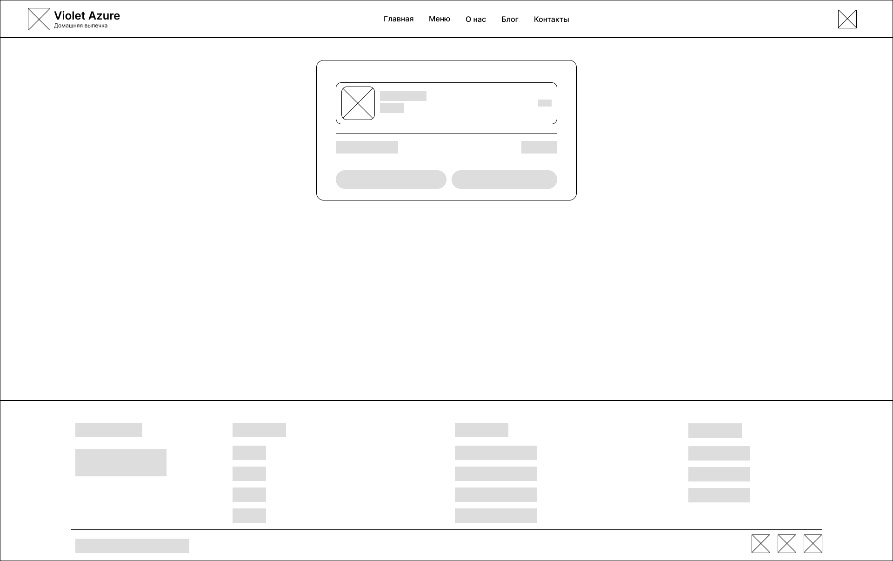 Violet Azure
Домашняя выпечка
Главная Меню О нас Блог Контакты